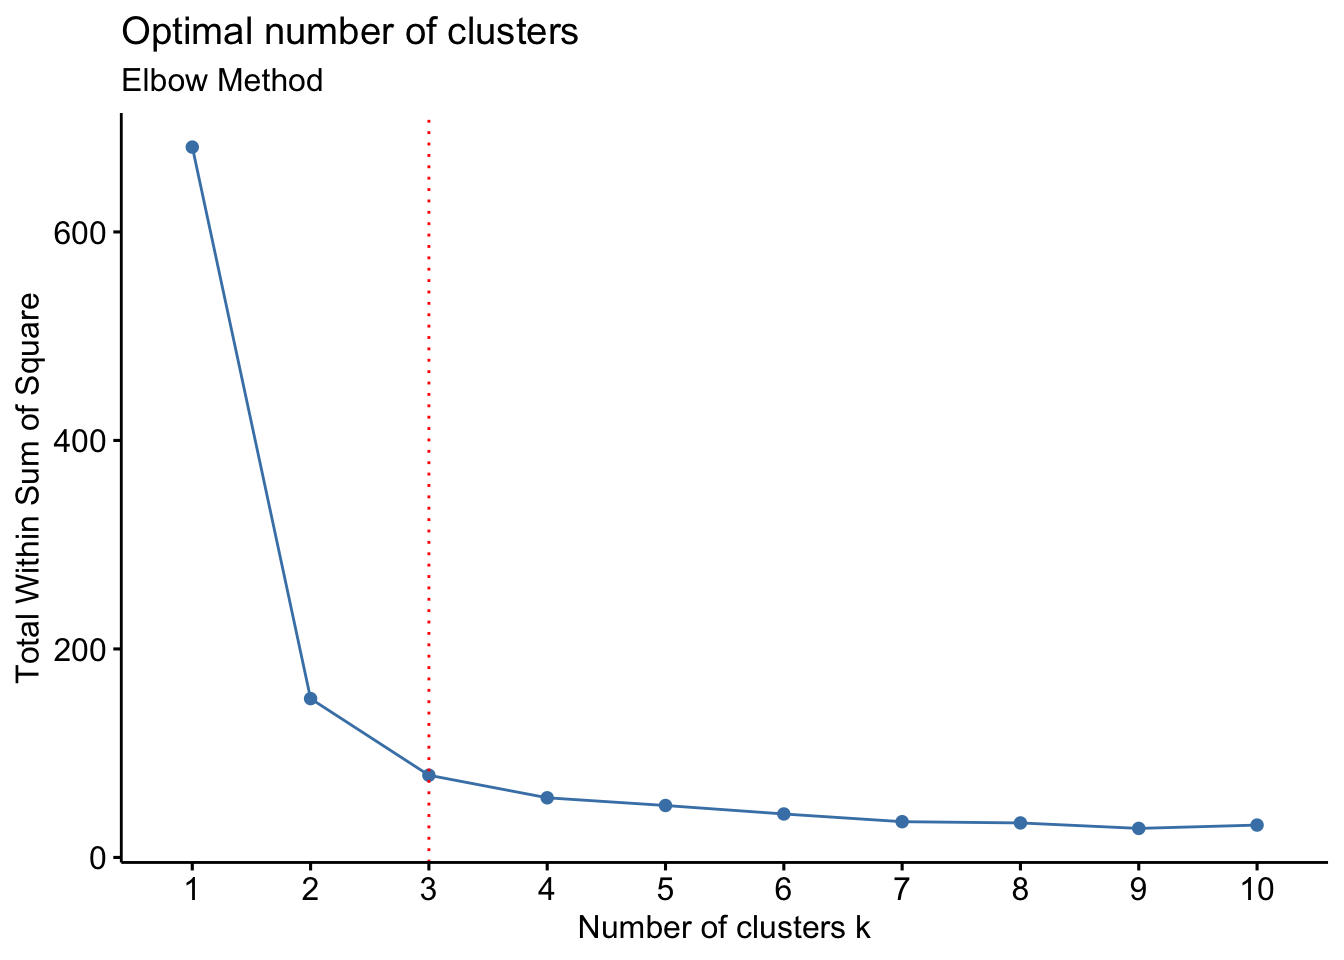 Optimal number of clusters
Elbow Method
Total Within Sum of Square
600
400
200
0
1 2 3 4 5 6 7 8 9 10
Number of clusters k